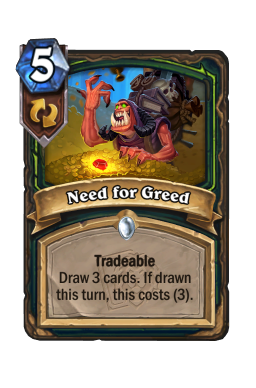 5
Need for Greed
Tradeable
Draw 3 cards. If drawn
this turn, this costs (3).